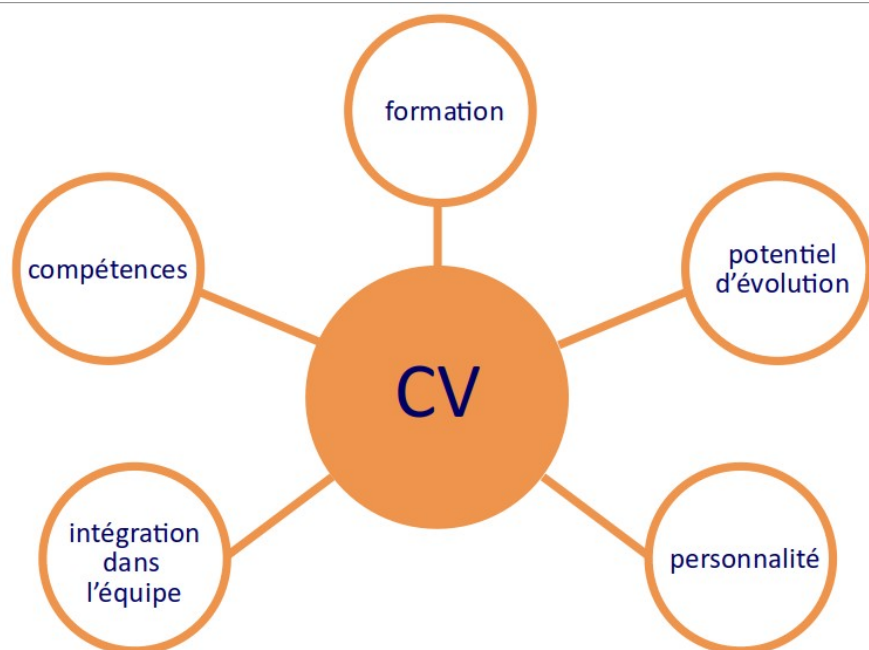 formation
compétences
potentiel
d’évolution
CV
intégration
dans
l’équipe
personnalité